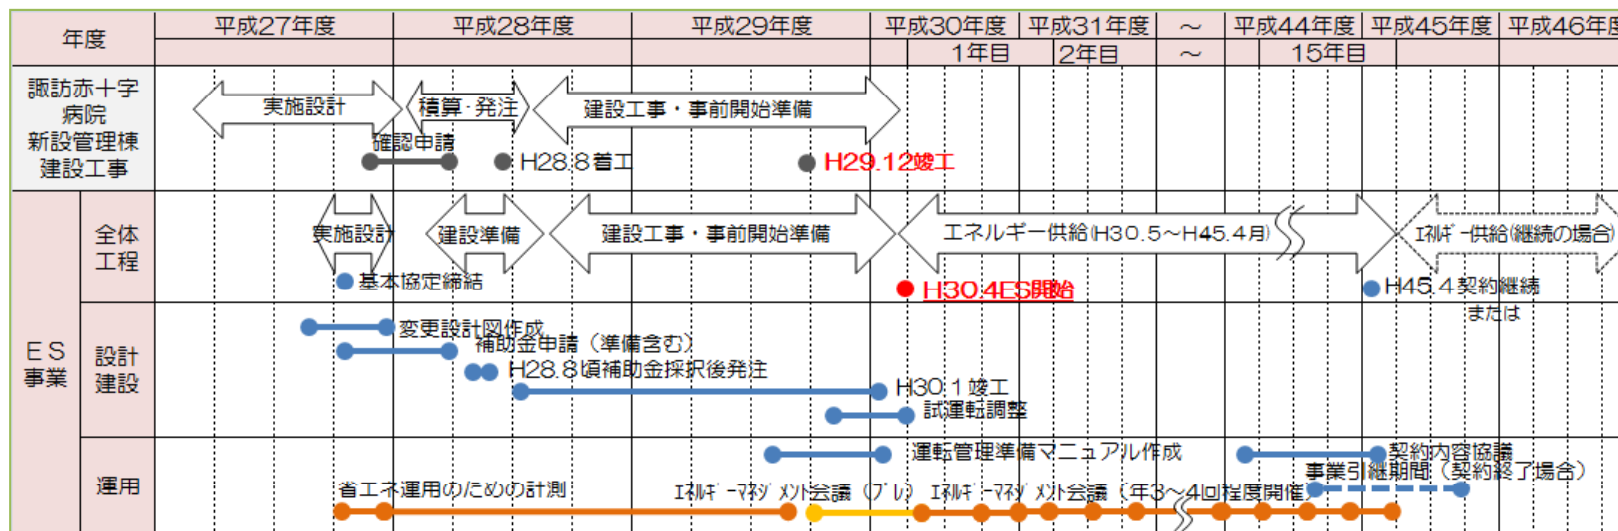 年度
平成27年度 平成28年度 平成29年度 平成30年度 平成31年度 ～ 平成44年度 平成45年度 平成46年度
1年目 2年目 ～ 15年目
諏訪赤十字
病院
新設管理棟
建設工事
実施設計 積算・発注 建設工事・事前開始準備
確認申請
H28.8着工 H29.12竣工
ES
事業
全体
工程
実施設計 建設準備 建設工事・事前開始準備 エネルギー供給(H30.5～H45.4月) エネルギー供給(継続の場合)
基本協定締結 H30.4ES開始 H45.4契約継続
または
設計
建設
変更設計図作成
補助金申請（準備含む）
H28.8頃補助金採択後発注
H30.1竣工
試運転調整
運用
運転管理準備マニュアル作成 契約内容協議
事業引継期間（契約終了場合）
省エネ運用のための計測 エネルギーマネジメント会議（プレ） エネルギーマネジメント会議（年3～4回程度開催）